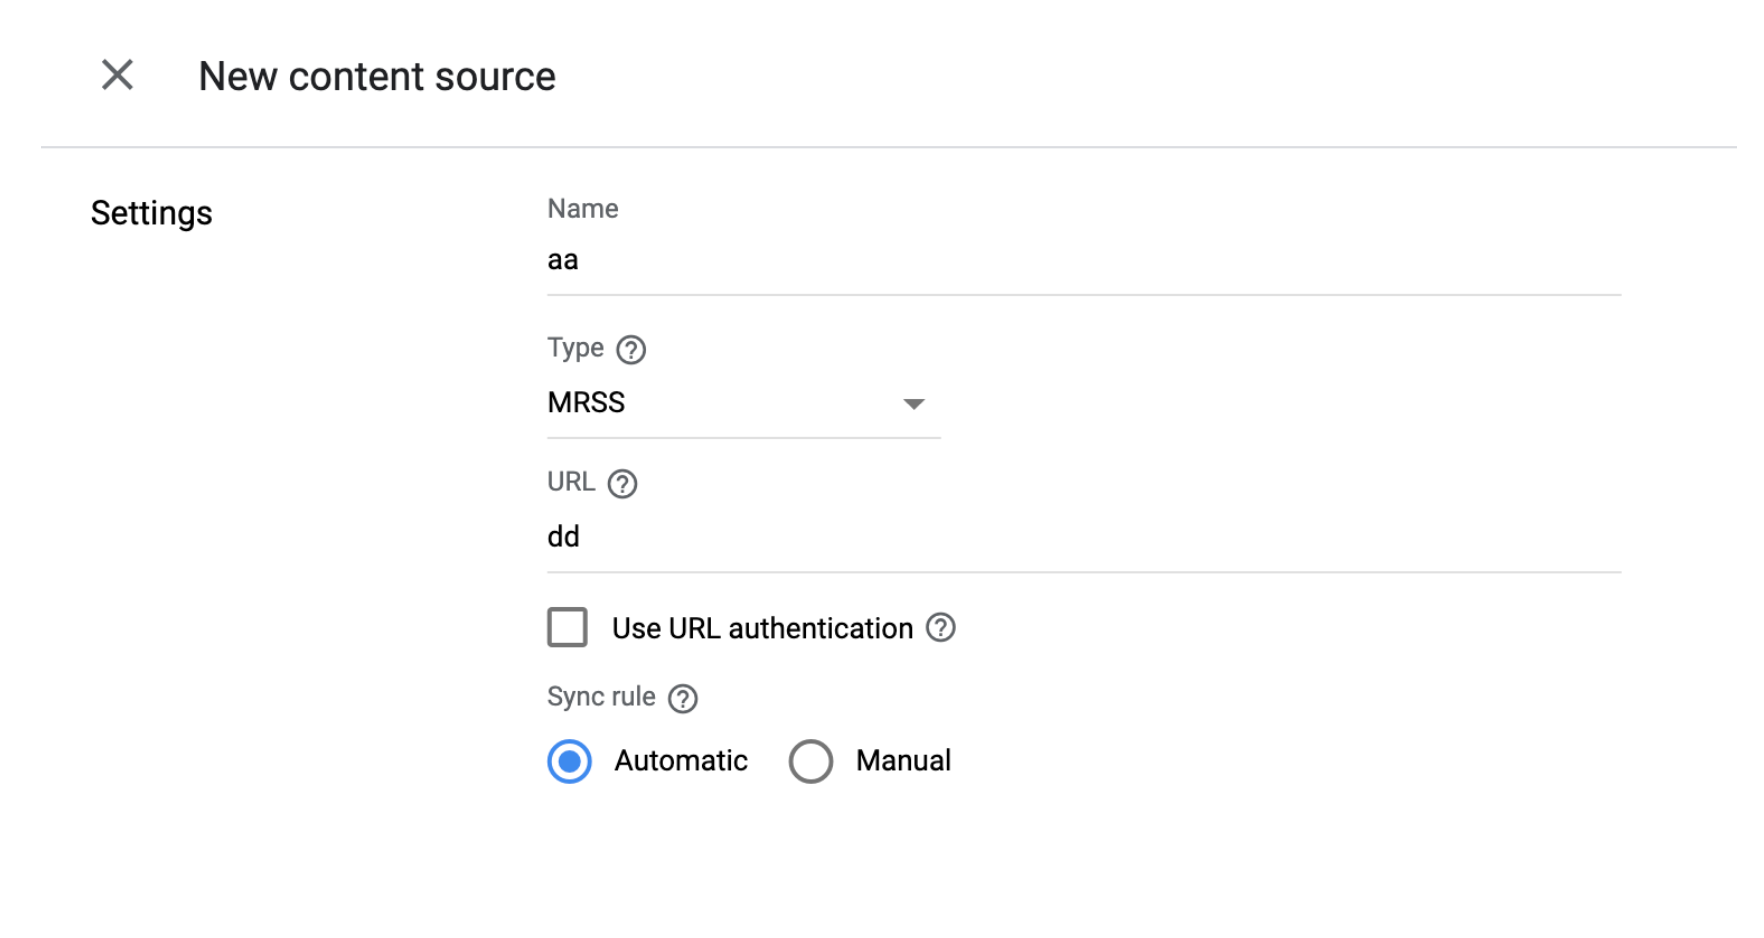 New content source
Settings
Name
aa
Type
MRSS
URL
dd
Use URL authentication
Sync rule
Automatic Manual